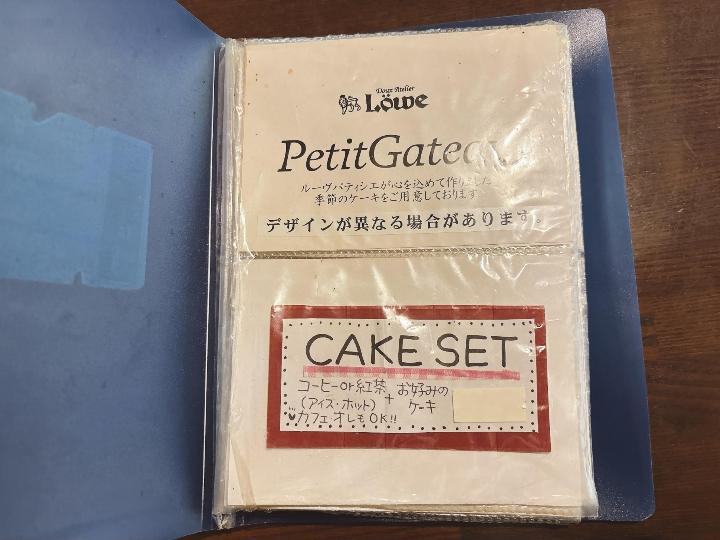 Doux Atelier
Löwe
PetitGateau
ルーヴパティシエが心を込めて作りました
季節のケーキをご用意しております
デザインが異なる場合があります。
CAKE SET
コーヒーor紅茶 + お好みの
(アイス・ホット) ケーキ
カフェ・オレもOK!!